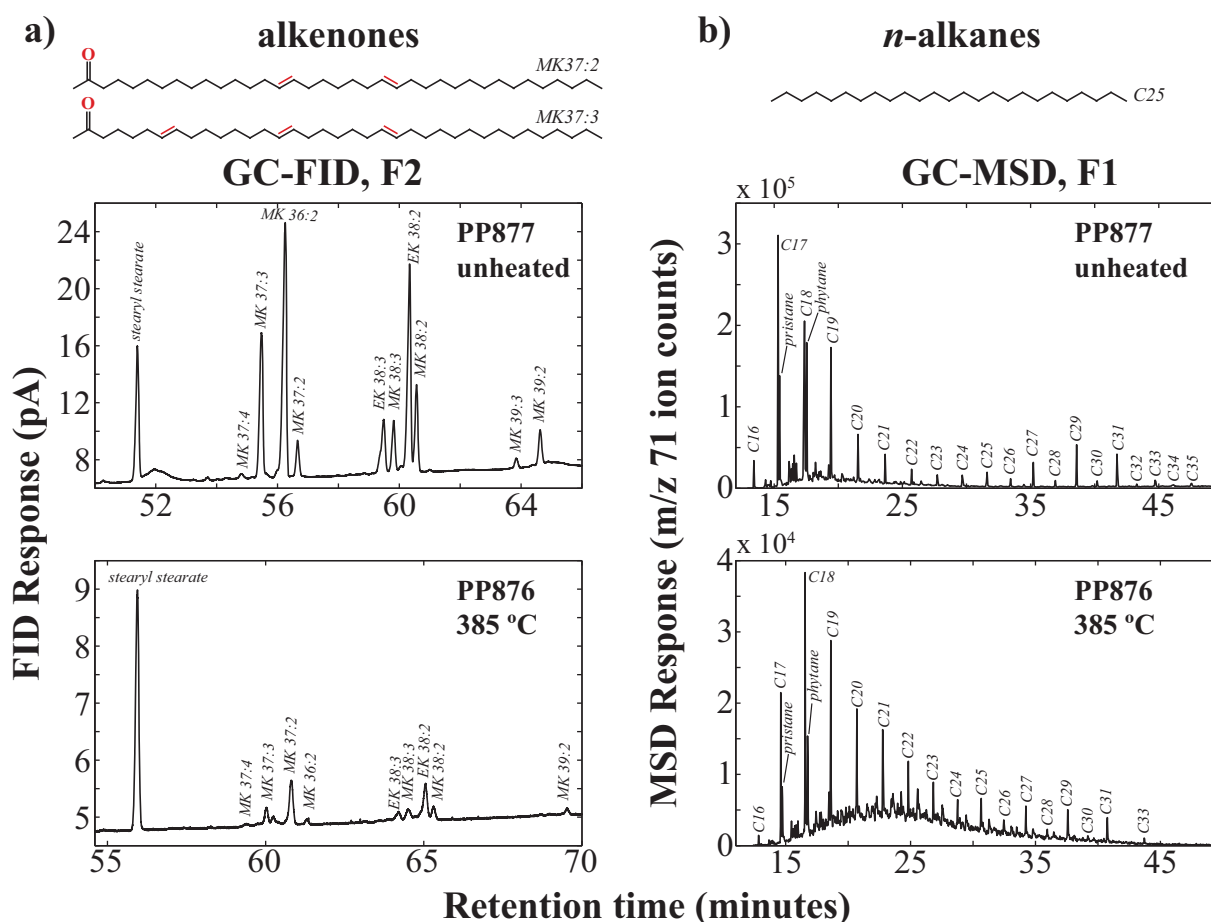 a)
alkenones
O
MK37:2
O
MK37:3
GC-FID, F2
PP877
unheated
stearyl stearate
MK 37:4
MK 37:3
MK 36:2
MK 37:2
EK 38:3
MK 38:3
EK 38:2
MK 38:2
MK 39:3
MK 39:2
24
20
16
12
8
52
56
60
64
PP876
385 ºC
stearyl stearate
MK 37:4
MK 37:3
MK 37:2
MK 36:2
EK 38:3
MK 38:3
EK 38:2
MK 38:2
MK 39:2
9
8
7
6
5
55
60
65
70
FID Response (pA)
b)
n-alkanes
C25
GC-MSD, F1
x 10⁵
PP877
unheated
C16
C17
pristane
C18
phytane
C19
C20
C21
C22
C23
C24
C25
C26
C27
C28
C29
C30
C31
C32
C33
C34
C35
3
2
1
0
15
25
35
45
x 10⁴
PP876
385 ºC
C16
C17
pristane
C18
phytane
C19
C20
C21
C22
C23
C24
C25
C26
C27
C28
C29
C30
C31
C33
4
3
2
1
0
15
25
35
45
MSD Response (m/z 71 ion counts)
Retention time (minutes)